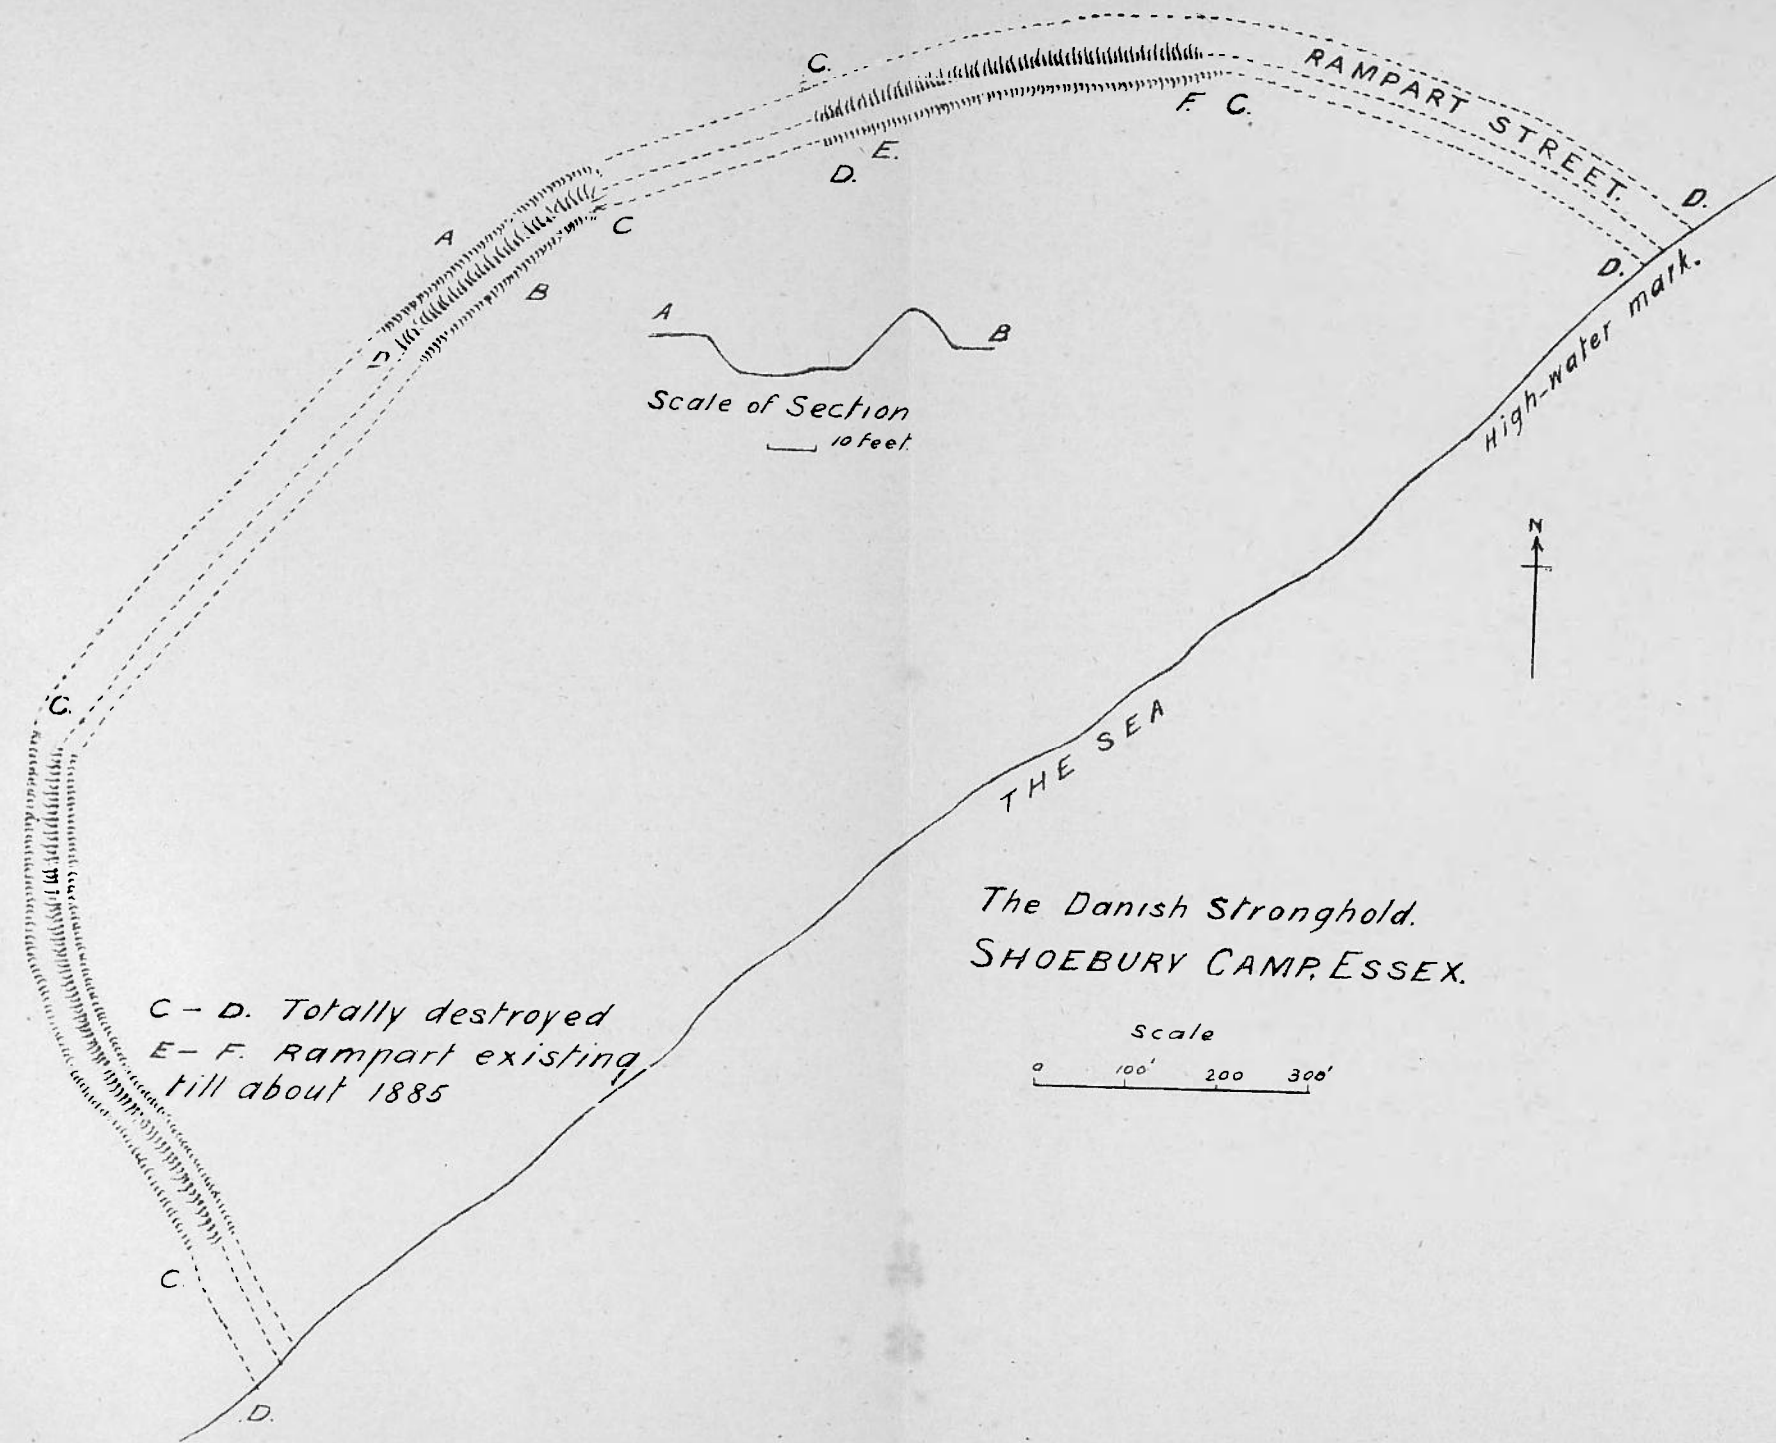 C.
RAMPART STREET.
F. C.
E.
D.
D.
C
A
B
D
D.
High-water mark.
A
B
Scale of Section
10 feet.
N
C.
THE SEA
The Danish Stronghold.
SHOEBURY CAMP, ESSEX.
Scale
0 100' 200 300'
C - D. Totally destroyed
E - F. Rampart existing
till about 1885
C.
D.